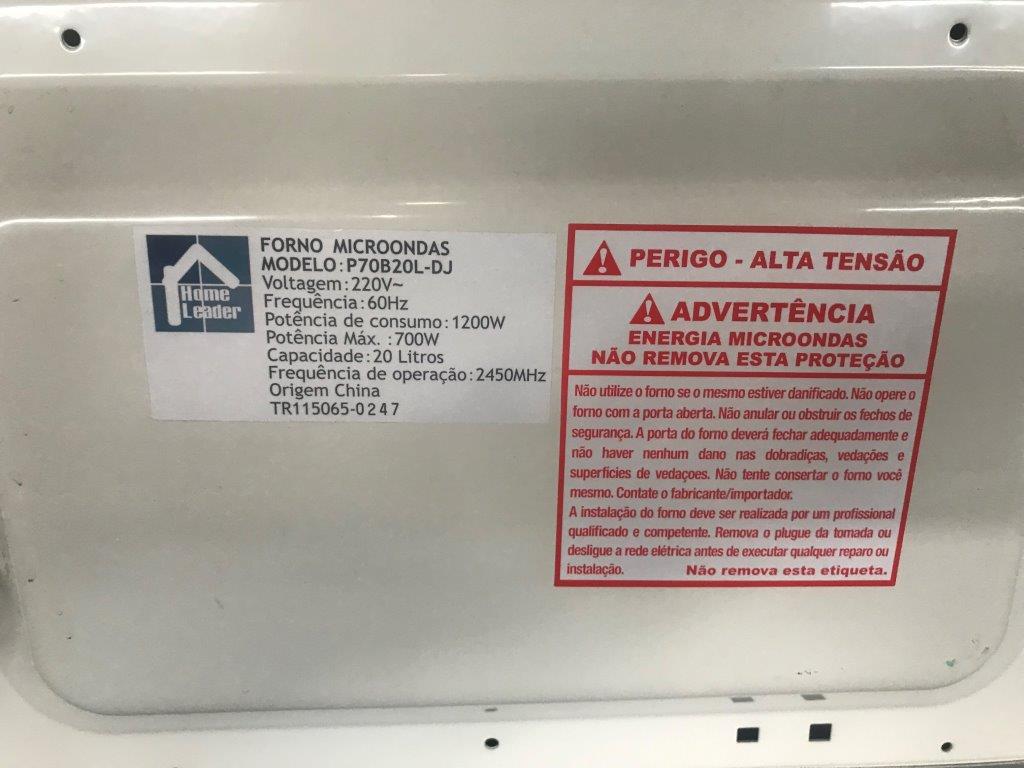 Home
Leader
FORNO MICROONDAS
MODELO:P70B20L-DJ
Voltagem:220V~
Frequência:60Hz
Potência de consumo:1200W
Potência Máx. :700W
Capacidade:20 Litros
Frequência de operação:2450MHz
Origem China
TR115065-0247
PERIGO - ALTA TENSÃO
ADVERTÊNCIA
ENERGIA MICROONDAS
NÃO REMOVA ESTA PROTEÇÃO
Não utilize o forno se o mesmo estiver danificado. Não opere o
forno com a porta aberta. Não anular ou obstruir os fechos de
segurança. A porta do forno deverá fechar adequadamente e
não haver nenhum dano nas dobradiças, vedações e
superfícies de vedaçoes. Não tente consertar o forno você
mesmo. Contate o fabricante/importador.
A instalação do forno deve ser realizada por um profissional
qualificado e competente. Remova o plugue da tomada ou
desligue a rede elétrica antes de executar qualquer reparo ou
instalação. Não remova esta etiqueta.